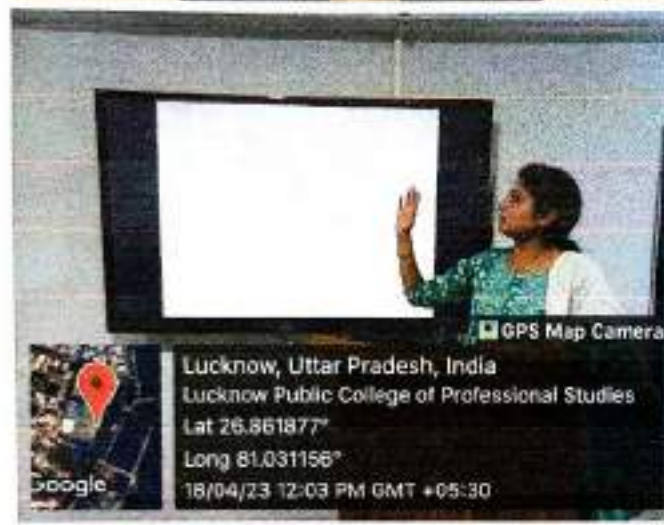 GPS Map Camera
Lucknow, Uttar Pradesh, India
Lucknow Public College of Professional Studies
Lat 26.861877°
Long 81.031156°
18/04/23 12:03 PM GMT +05:30
Google